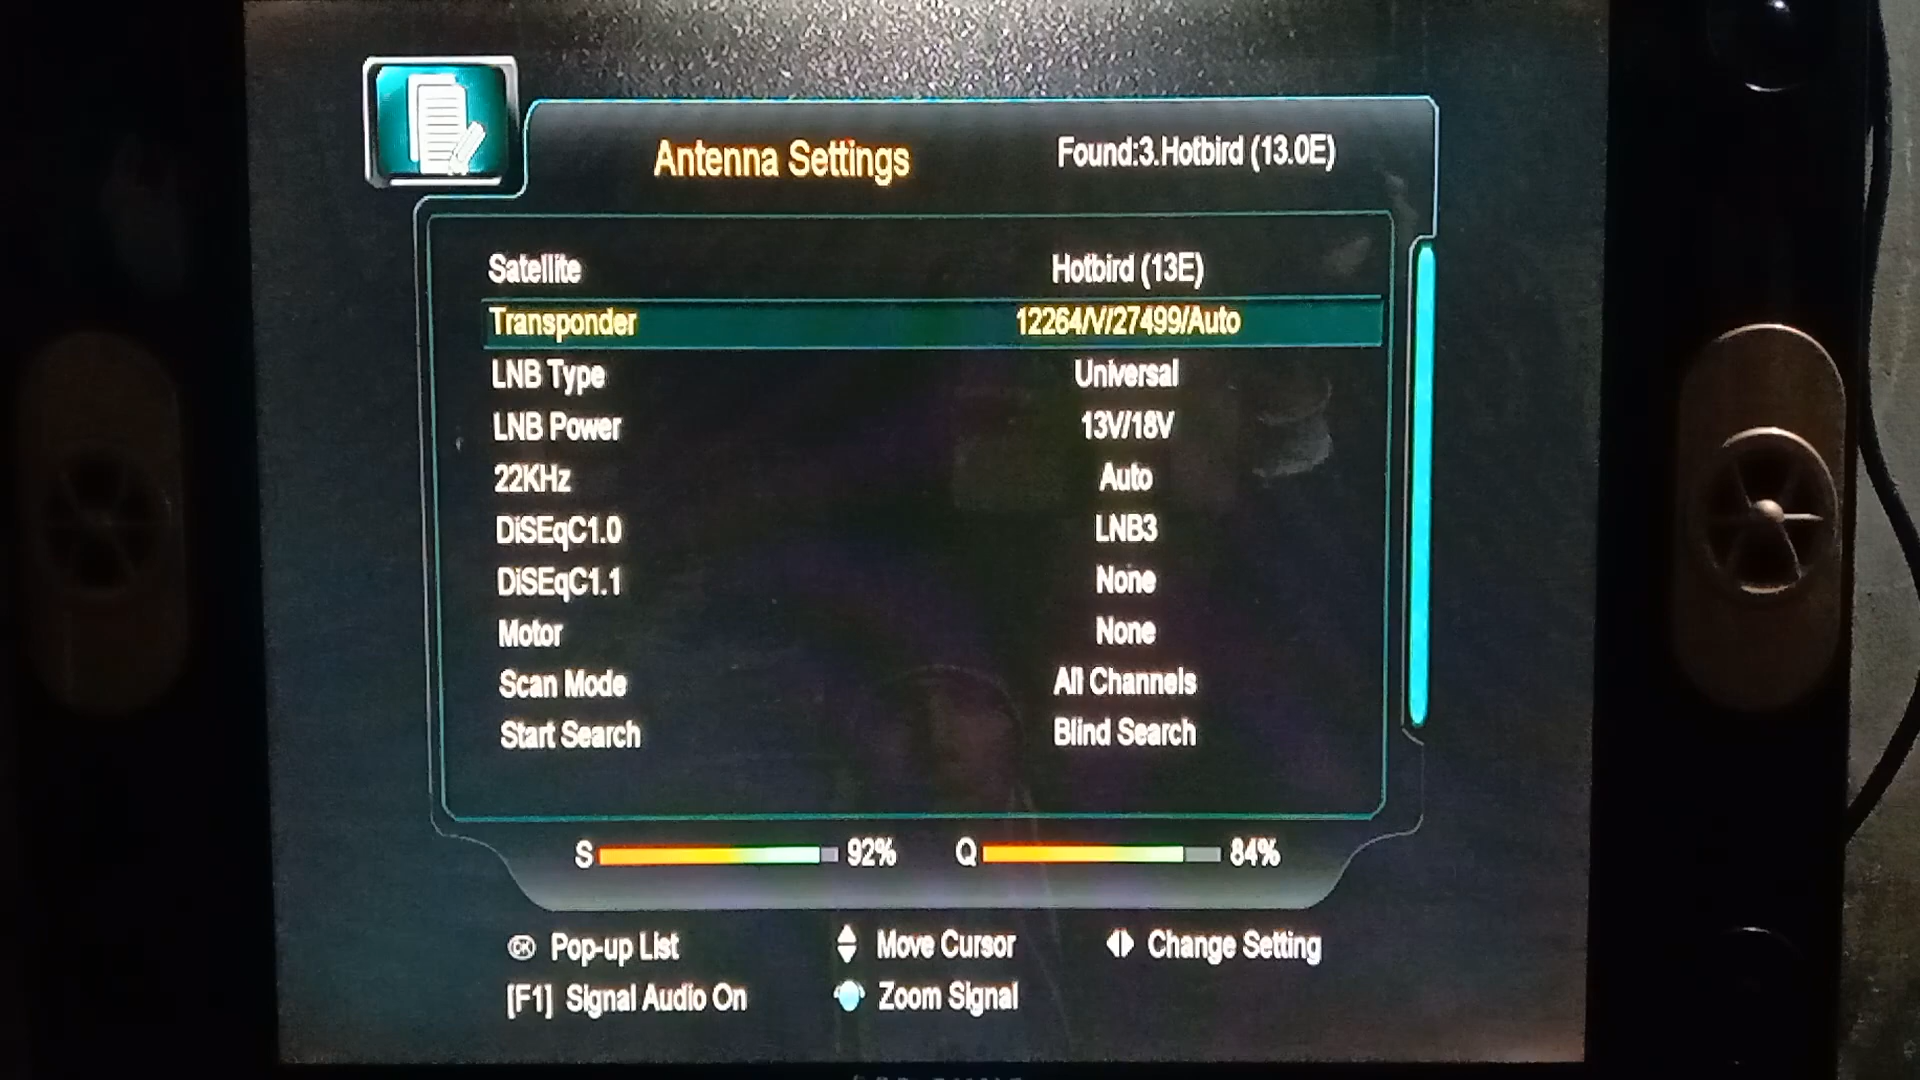 Antenna Settings
Found:3.Hotbird (13.0E)
Satellite Hotbird (13E)
Transponder 12264/V/27499/Auto
LNB Type Universal
LNB Power 13V/18V
22KHz Auto
DiSEqC1.0 LNB3
DiSEqC1.1 None
Motor None
Scan Mode All Channels
Start Search Blind Search
S 92% Q 84%
OK Pop-up List Move Cursor Change Setting
[F1] Signal Audio On Zoom Signal